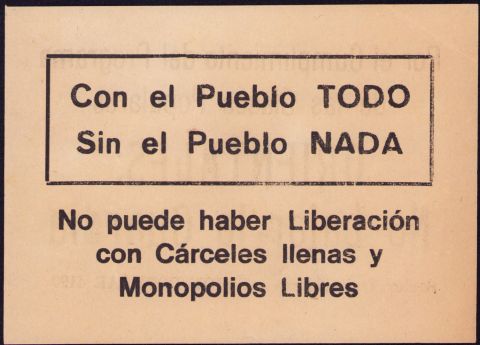 Con el Pueblo TODO
Sin el Pueblo NADA
No puede haber Liberación
con Cárceles llenas y
Monopolios Libres